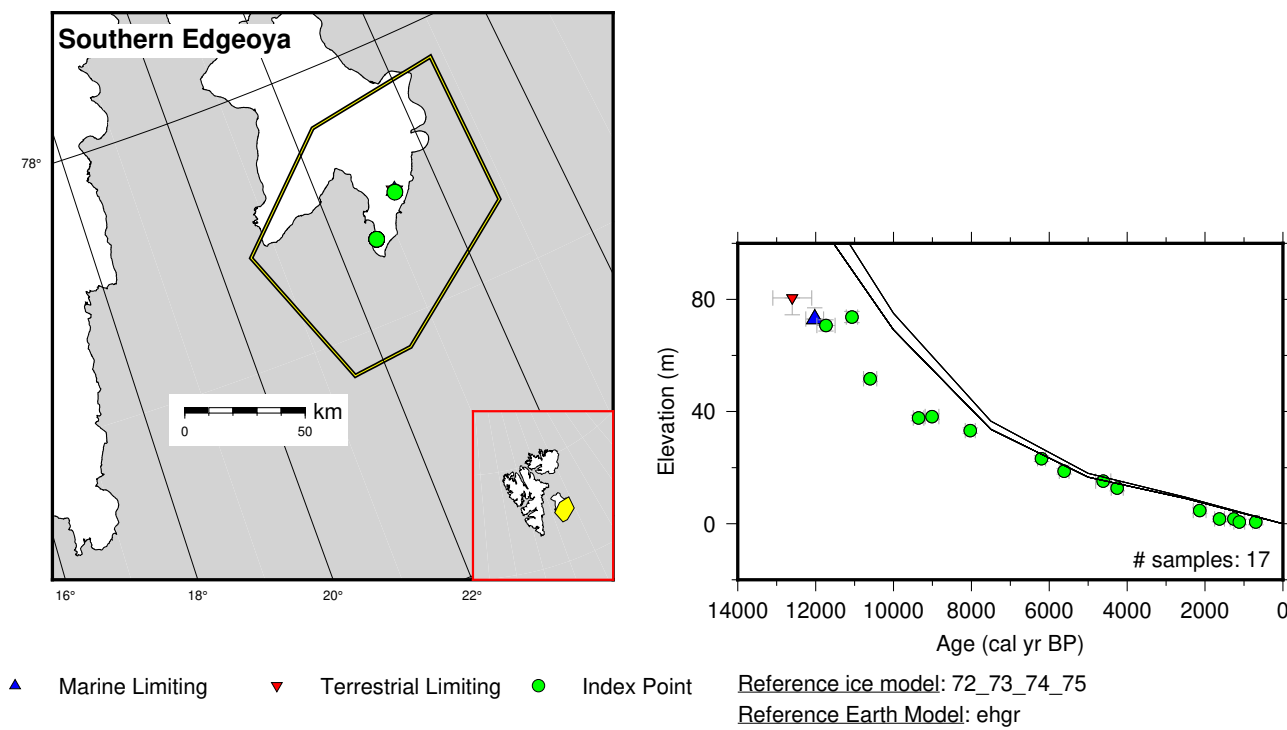 Southern Edgeoya
78°
km
0 50
16° 18° 20° 22°
80
40
0
Elevation (m)
# samples: 17
14000 12000 10000 8000 6000 4000 2000 0
Age (cal yr BP)
Marine Limiting Terrestrial Limiting Index Point
Reference ice model: 72_73_74_75
Reference Earth Model: ehgr